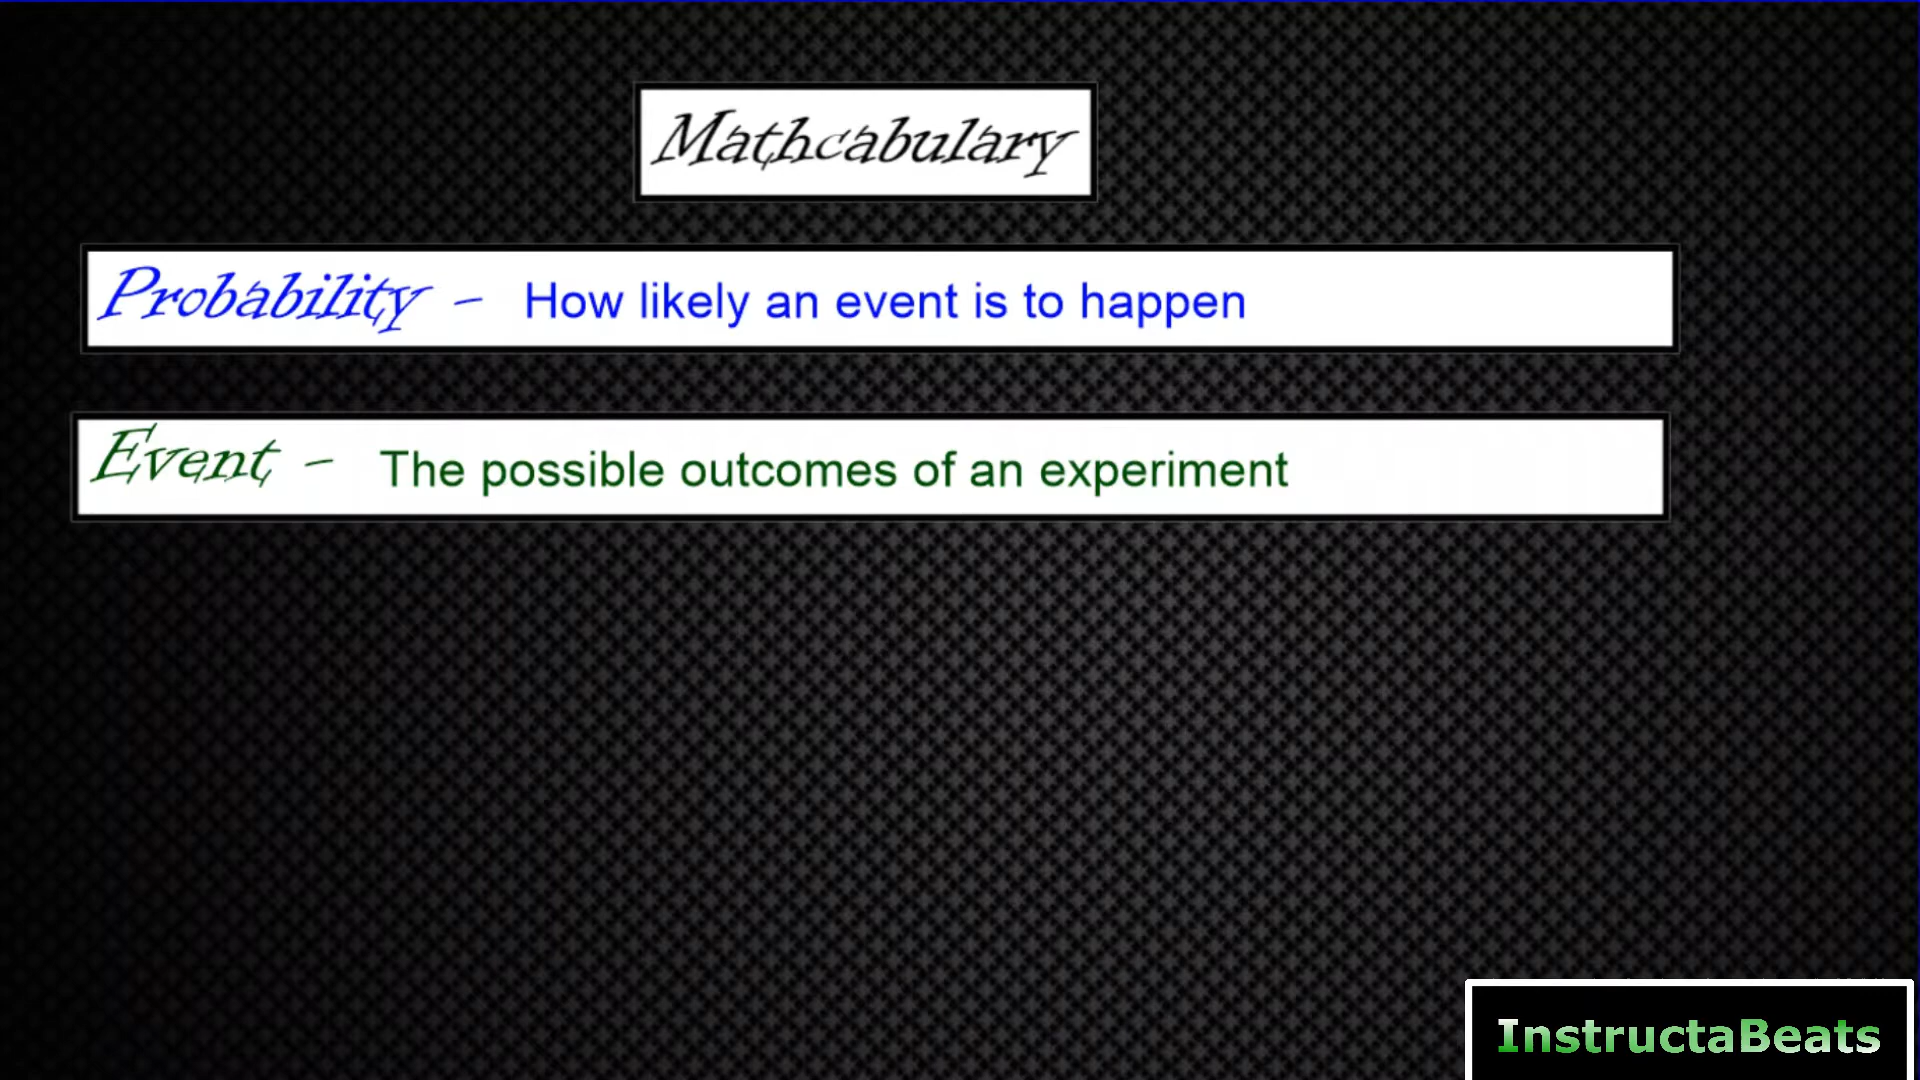 Mathcabulary
Probability - How likely an event is to happen
Event - The possible outcomes of an experiment
InstructaBeats